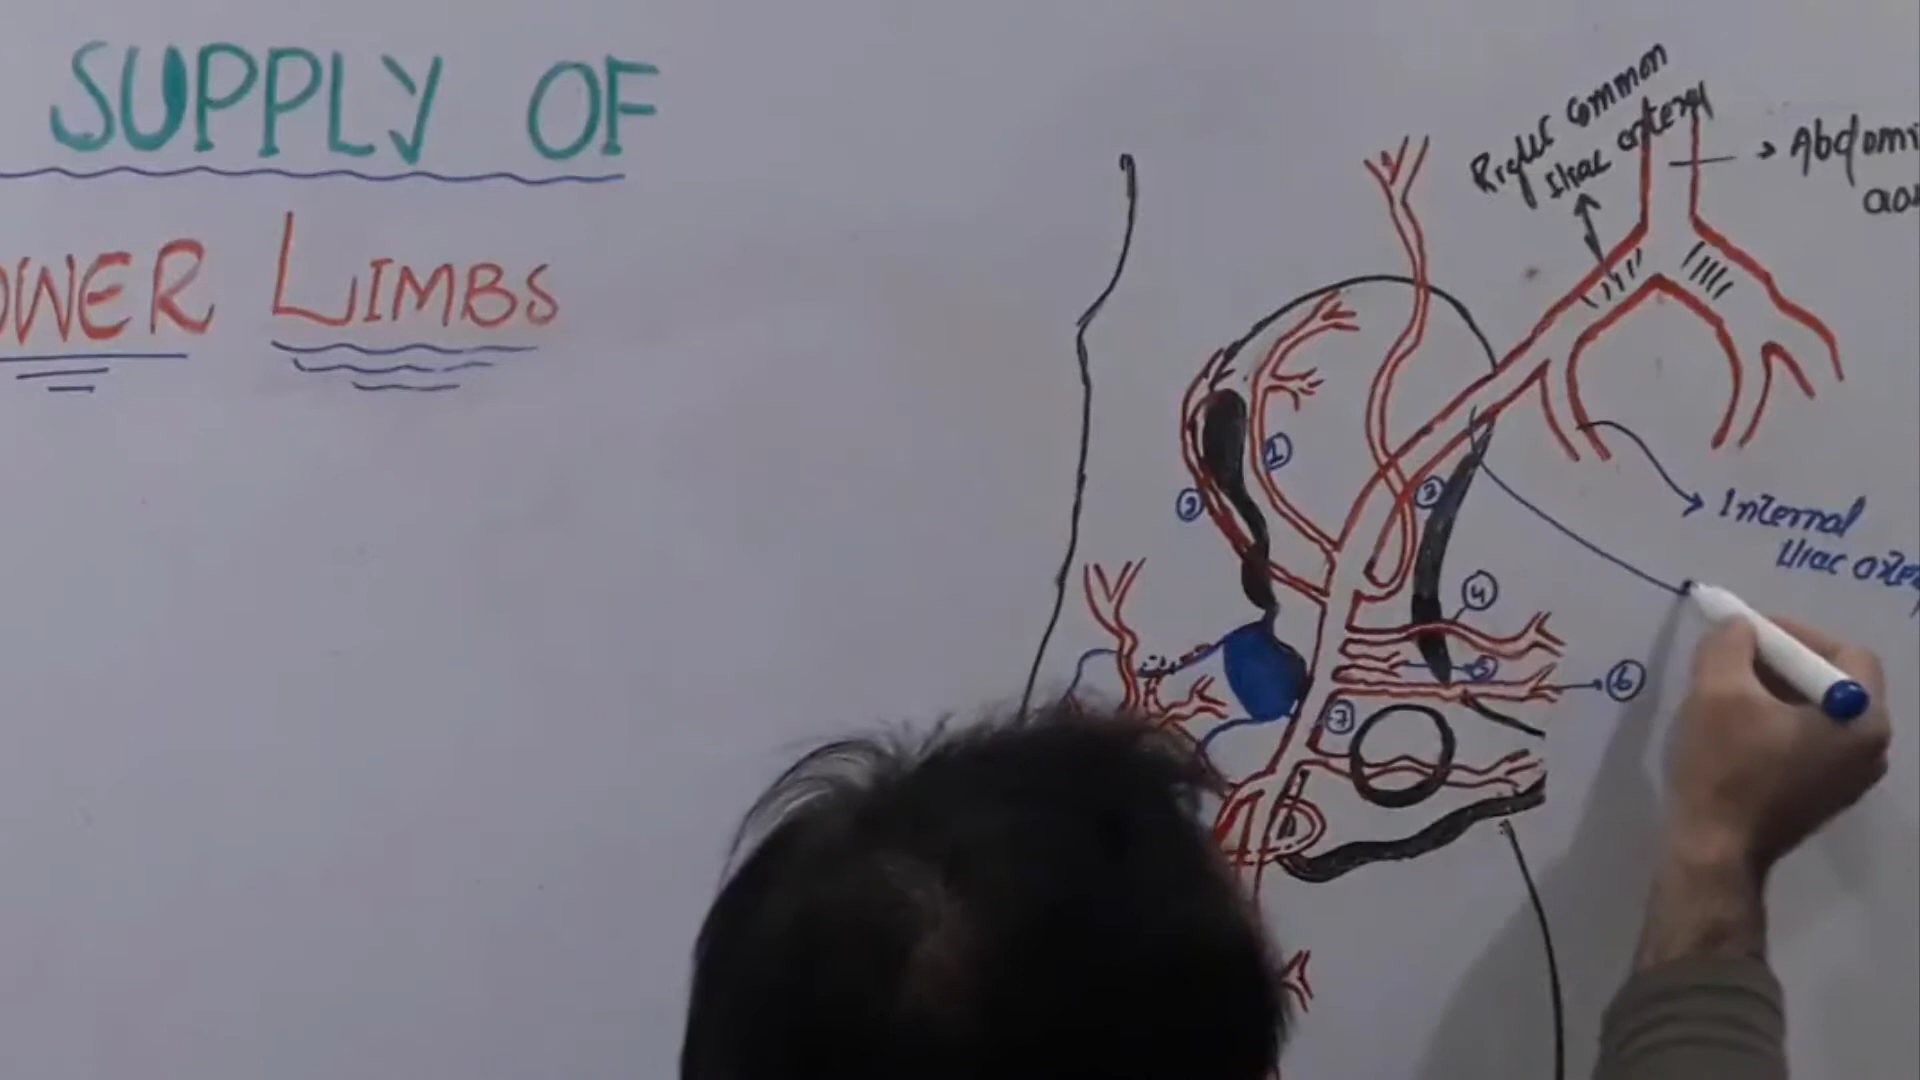 SUPPLY OF
OWER LIMBS
Right Common
Iliac artery
Abdomi
aor
Internal
Iliac arte
1
2
3
4
5
6
7